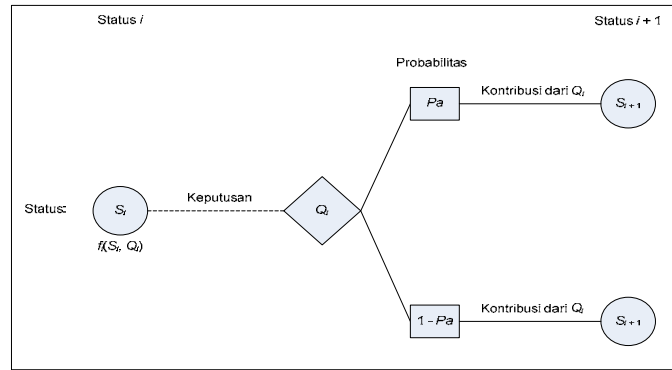 Status i
Status i + 1
Probabilitas
Pa
Kontribusi dari Qi
Si + 1
Status:
Si
Keputusan
Qi
fi(Si, Qi)
1 - Pa
Kontribusi dari Qi
Si + 1